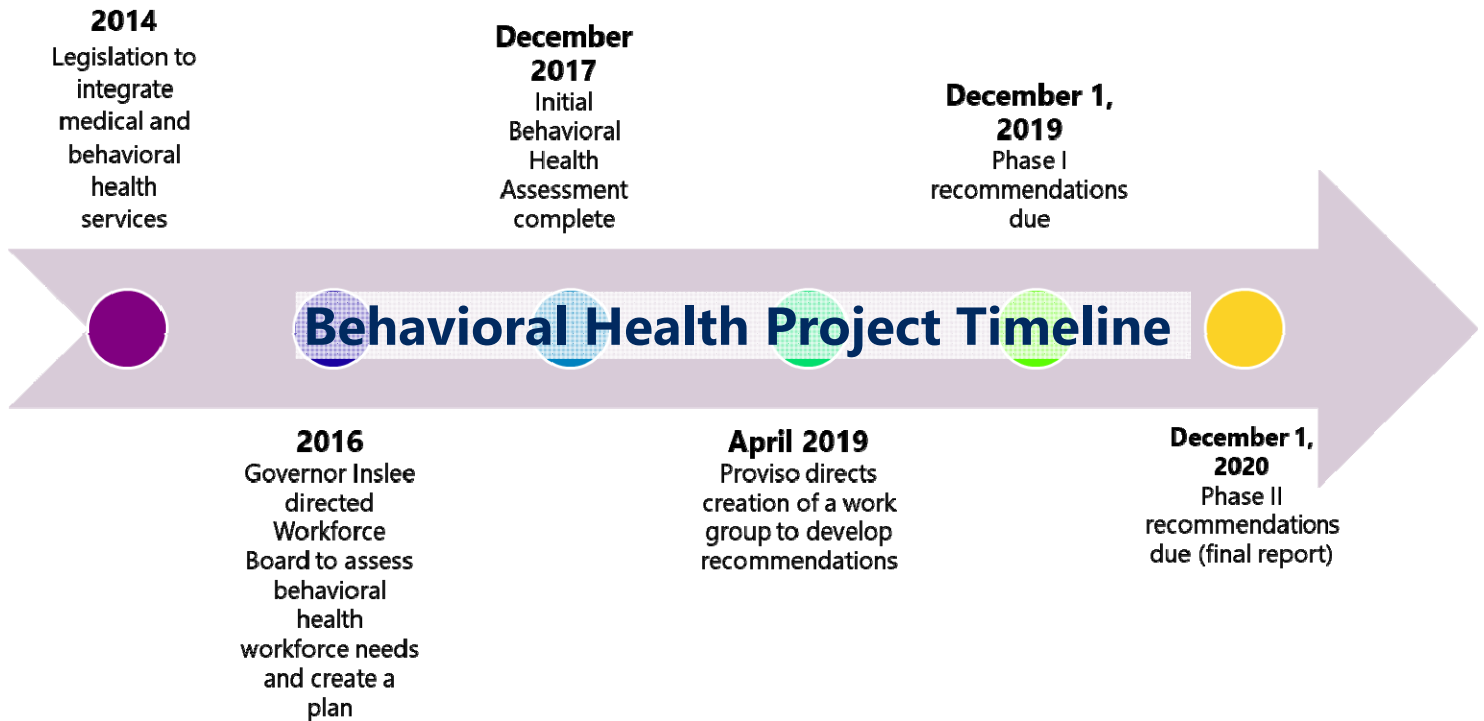 2014
Legislation to
integrate
medical and
behavioral
health
services
December
2017
Initial
Behavioral
Health
Assessment
complete
December 1,
2019
Phase I
recommendations
due
Behavioral Health Project Timeline
2016
Governor Inslee
directed
Workforce
Board to assess
behavioral
health
workforce needs
and create a
plan
April 2019
Proviso directs
creation of a work
group to develop
recommendations
December 1,
2020
Phase II
recommendations
due (final report)